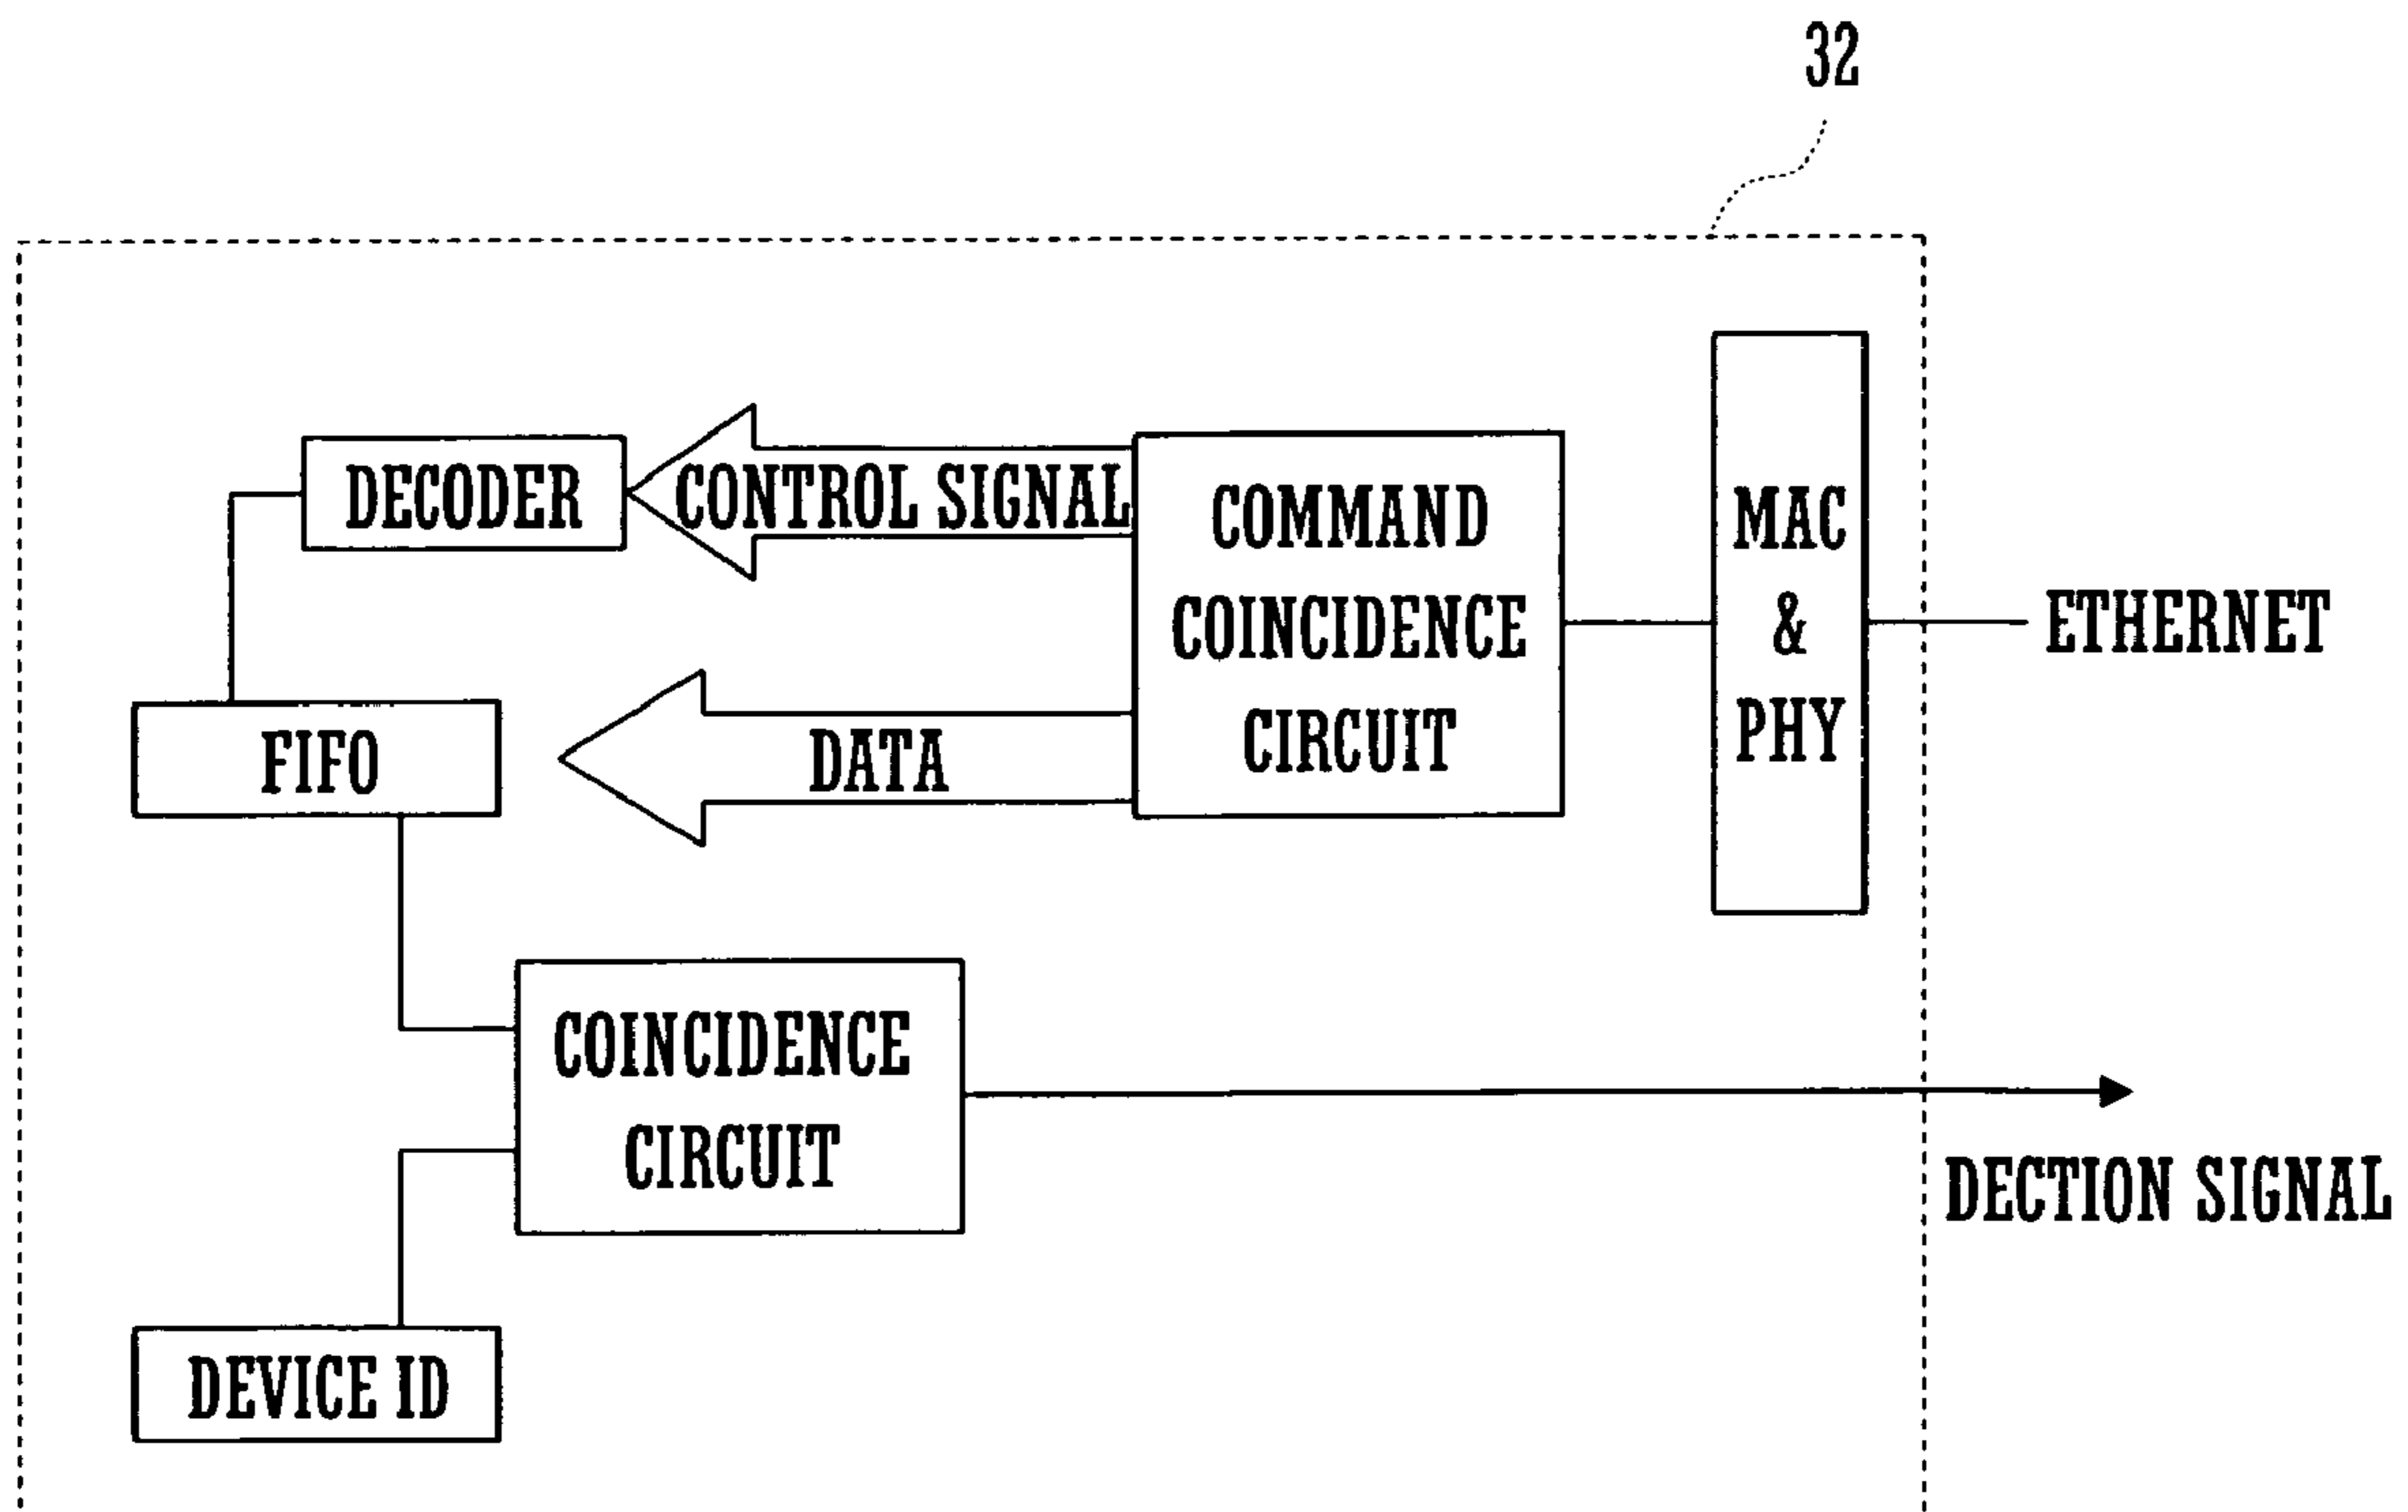 32
DECODER
CONTROL SIGNAL
COMMAND
COINCIDENCE
CIRCUIT
MAC
&
PHY
ETHERNET
FIFO
DATA
COINCIDENCE
CIRCUIT
DECTION SIGNAL
DEVICE ID